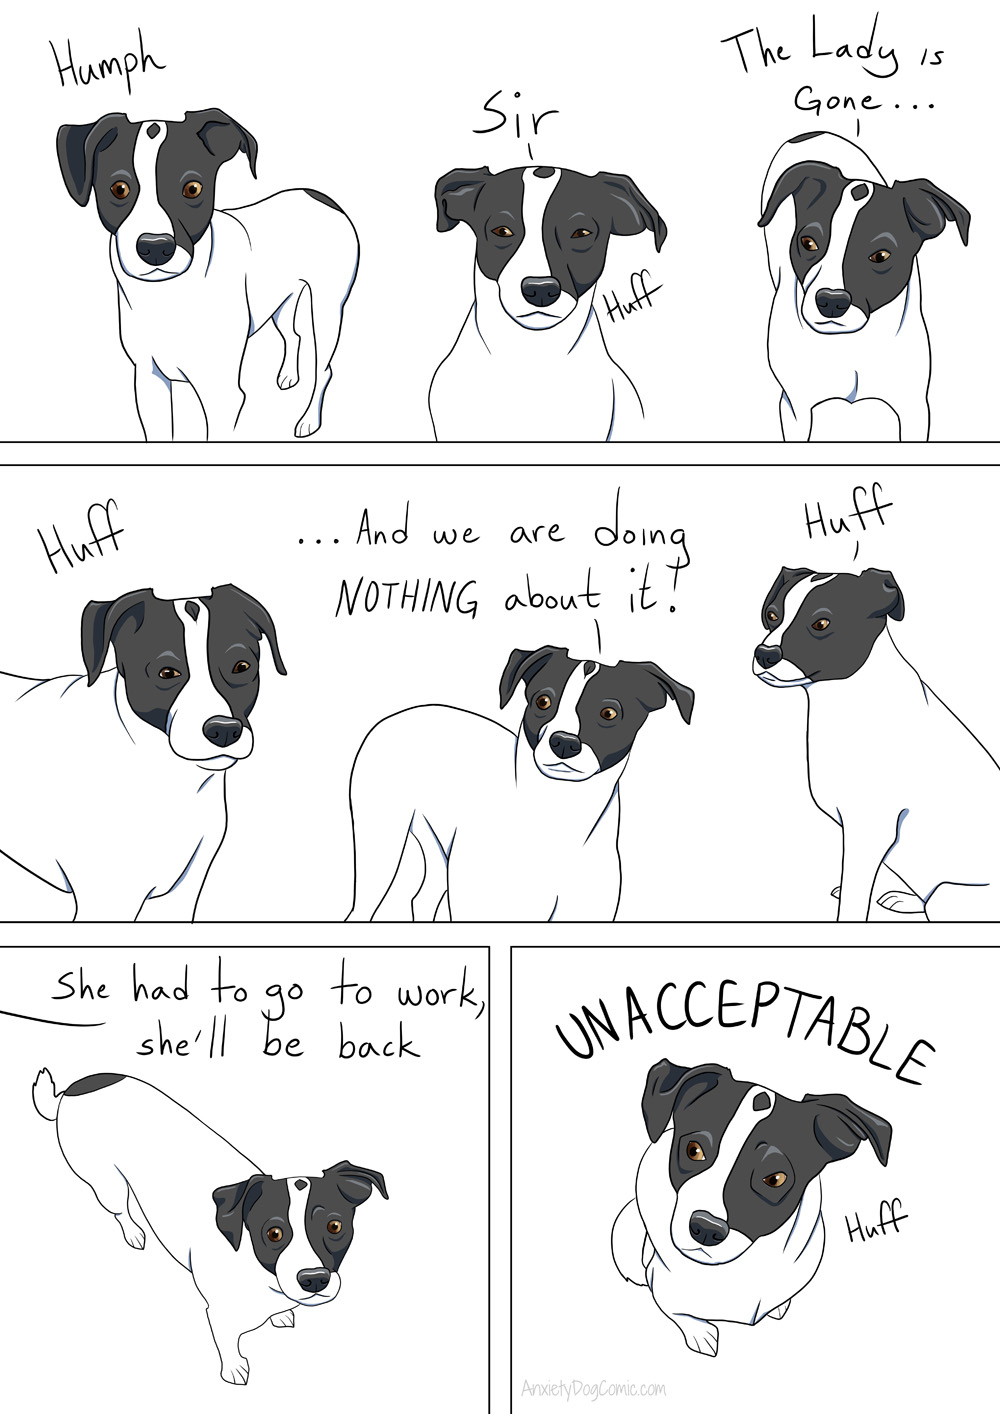 Humph
Sir
Huff
The Lady is
Gone...
Huff
...And we are doing
NOTHING about it!
Huff
She had to go to work,
she'll be back
UNACCEPTABLE
Huff
AnxietyDogComic.com